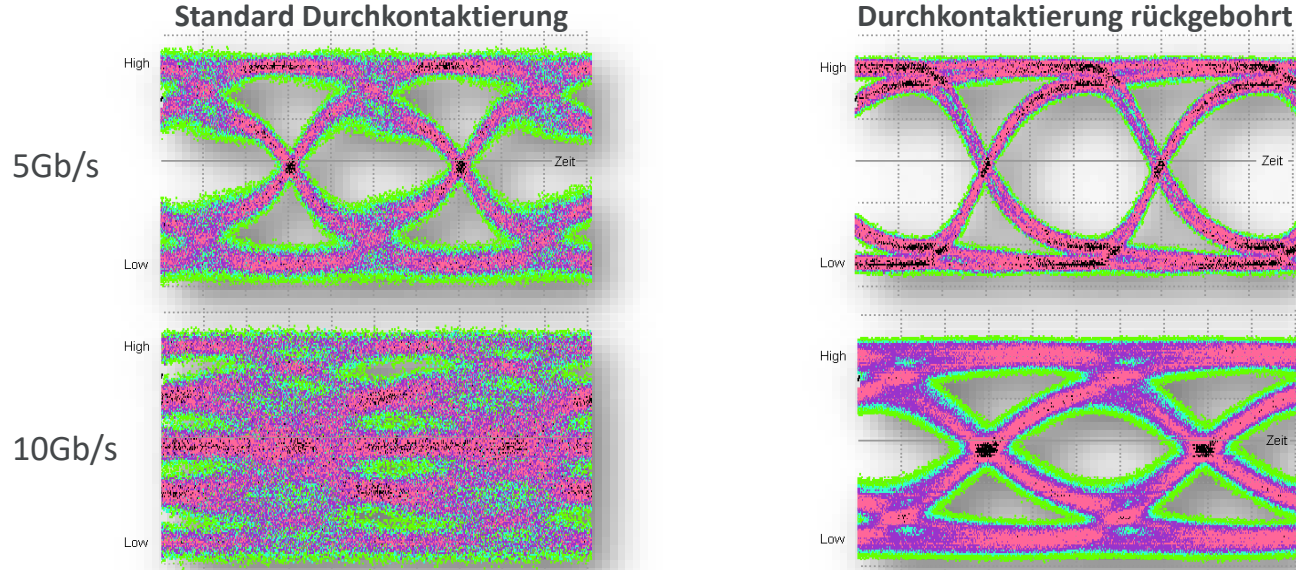 Standard Durchkontaktierung
Durchkontaktierung rückgebohrt
5Gb/s
High
Zeit
Low
High
Zeit
Low
10Gb/s
High
Low
High
Zeit
Low